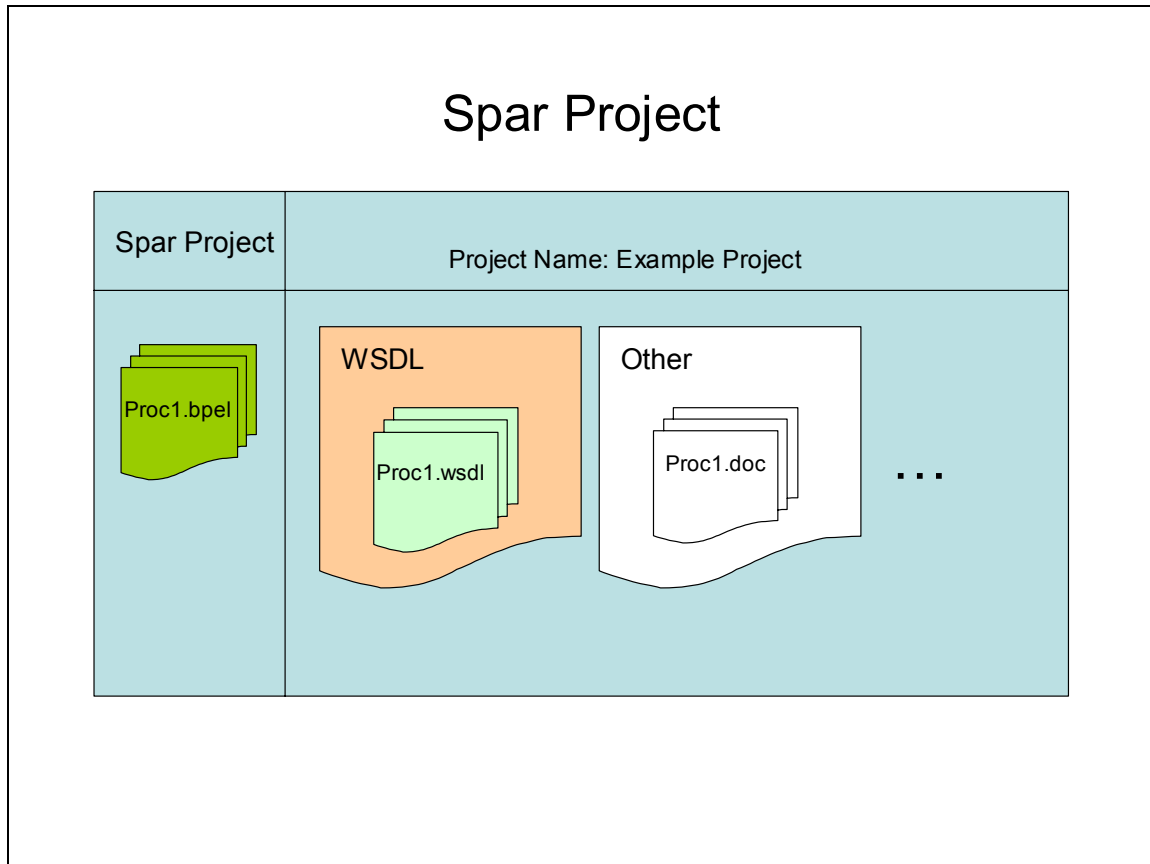 Spar Project
Spar Project
Project Name: Example Project
Proc1.bpel
WSDL
Proc1.wsdl
Other
Proc1.doc
...